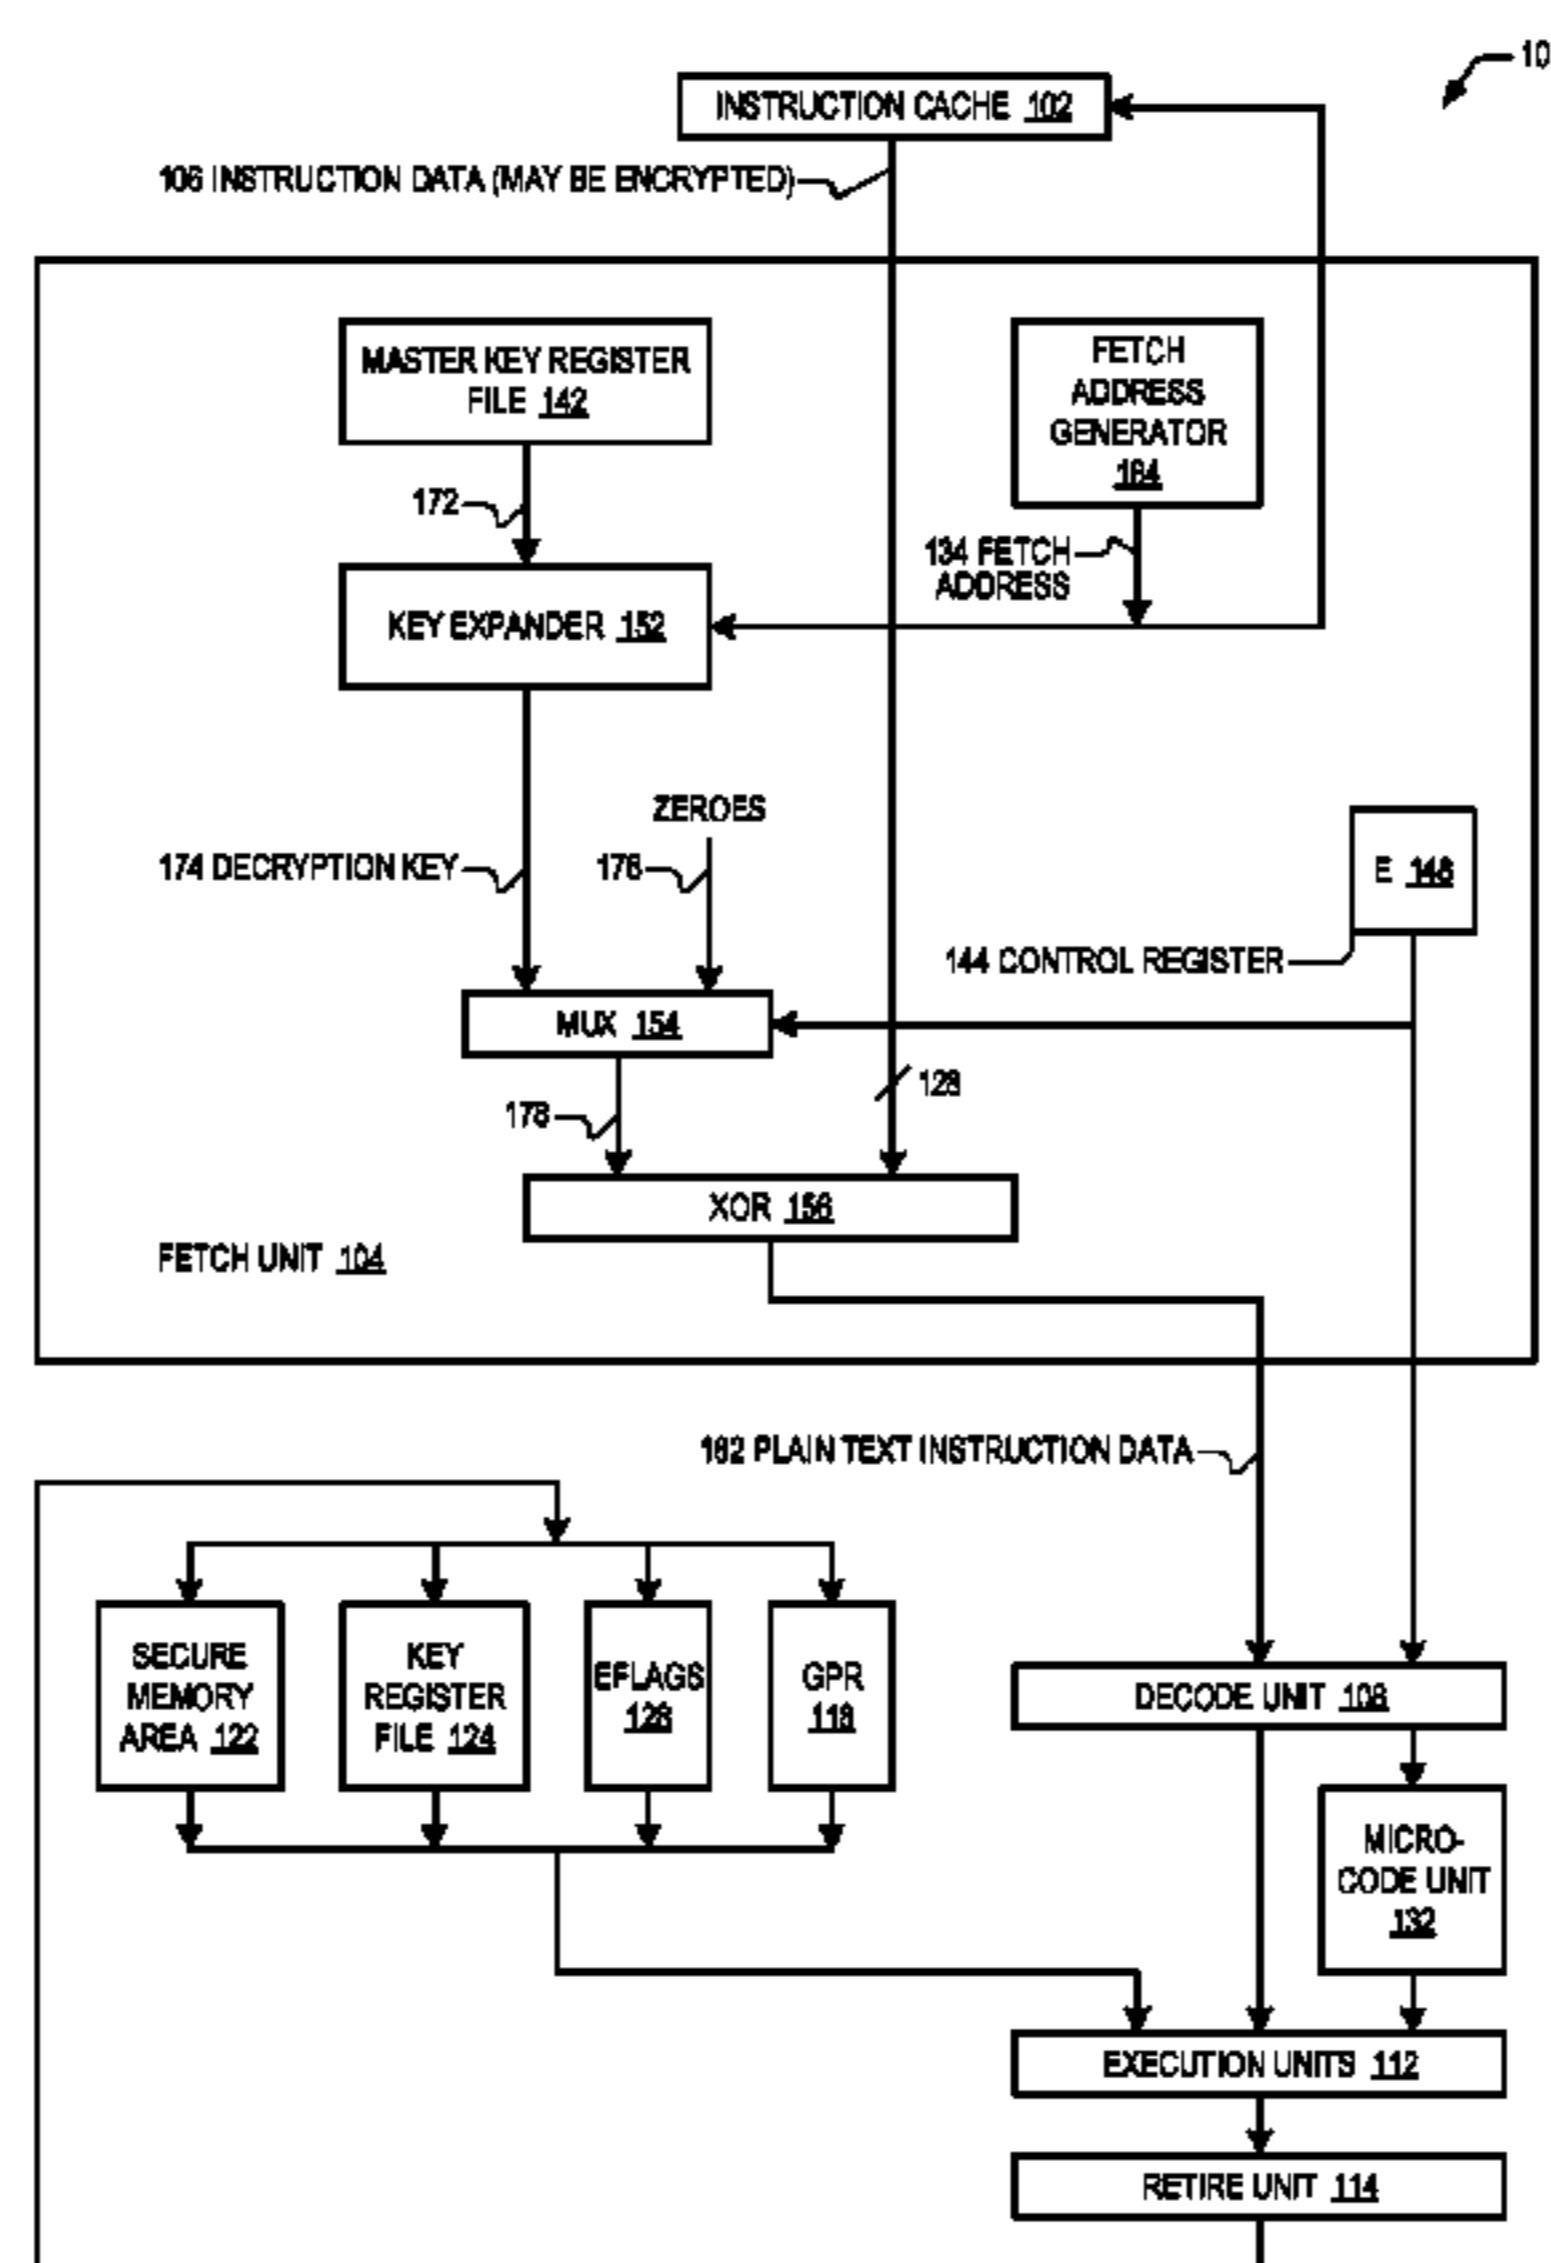 10
INSTRUCTION CACHE 102
106 INSTRUCTION DATA (MAY BE ENCRYPTED)
MASTER KEY REGISTER
FILE 142
FETCH
ADDRESS
GENERATOR
164
172
134 FETCH
ADDRESS
KEY EXPANDER 152
ZEROES
174 DECRYPTION KEY
176
E 148
144 CONTROL REGISTER
MUX 154
128
178
XOR 156
FETCH UNIT 104
162 PLAIN TEXT INSTRUCTION DATA
SECURE
MEMORY
AREA 122
KEY
REGISTER
FILE 124
EFLAGS
128
GPR
118
DECODE UNIT 108
MICRO-
CODE UNIT
132
EXECUTION UNITS 112
RETIRE UNIT 114